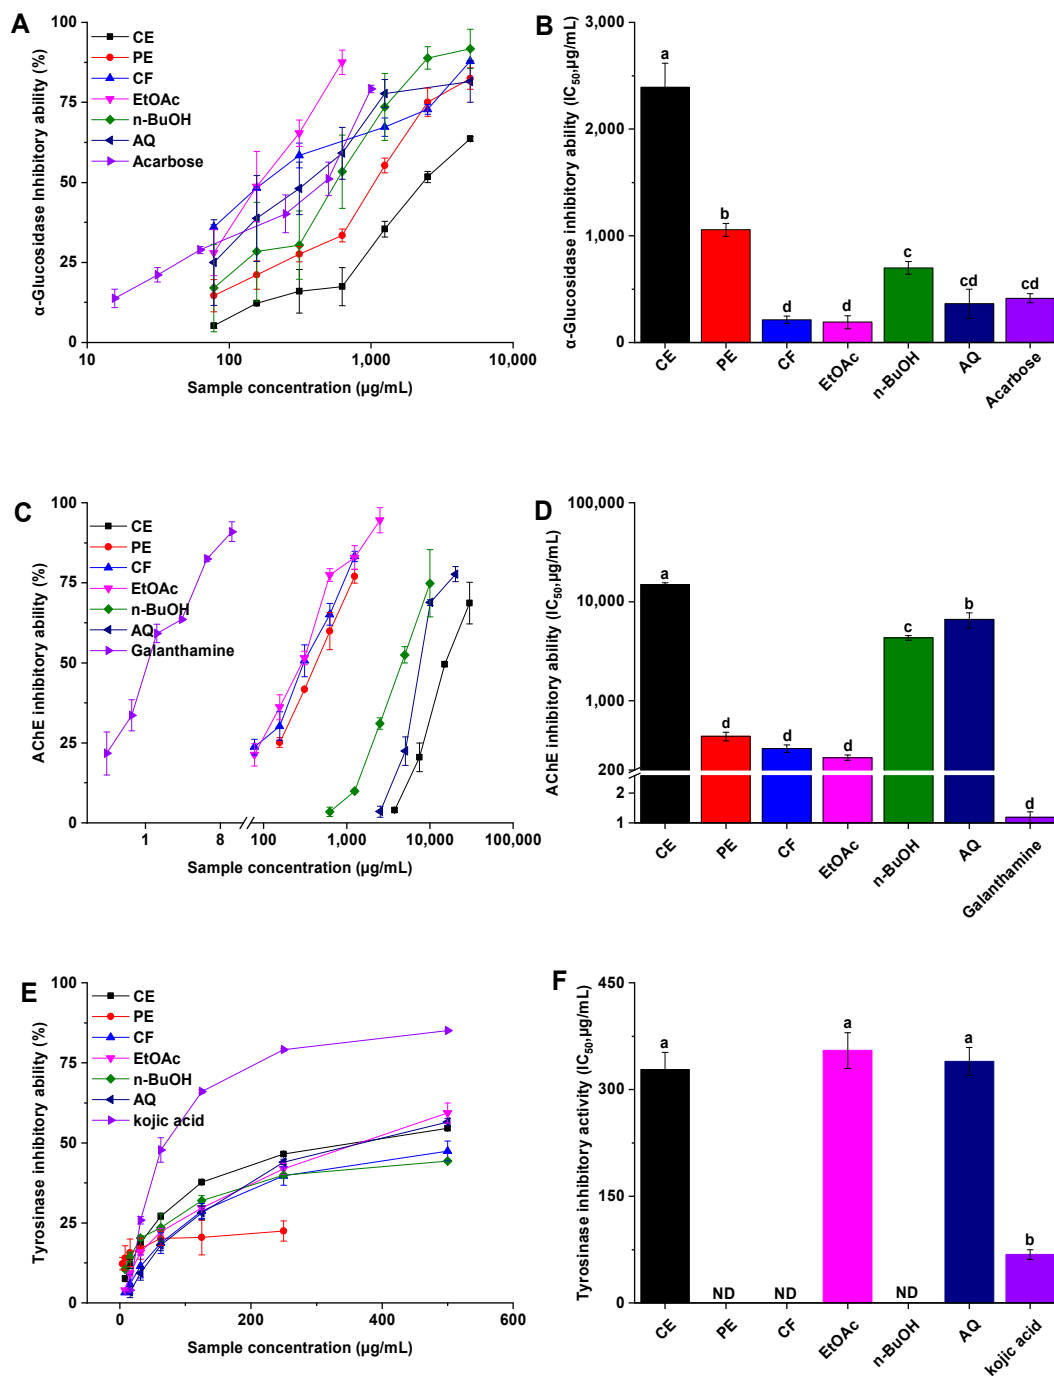 A
α-Glucosidase Inhibitory ability (%)
100
75
50
25
0
CE
PE
CF
EtOAc
n-BuOH
AQ
Acarbose
10
100
1,000
10,000
Sample concentration (µg/mL)
B
α-Glucosidase inhibitory ability (IC50,µg/mL)
3,000
2,000
1,000
0
a
b
d
d
c
cd
cd
CE
PE
CF
EtOAc
n-BuOH
AQ
Acarbose
C
AChE inhibitory ability (%)
100
75
50
25
0
CE
PE
CF
EtOAc
n-BuOH
AQ
Galanthamine
1
8
100
1,000
10,000
100,000
Sample concentration (µg/mL)
D
AChE inhibitory ability (IC50,µg/mL)
100,000
10,000
1,000
200
2
1
a
d
d
d
c
b
d
CE
PE
CF
EtOAc
n-BuOH
AQ
Galanthamine
E
Tyrosinase inhibitory ability (%)
100
75
50
25
0
CE
PE
CF
EtOAc
n-BuOH
AQ
kojic acid
0
200
400
600
Sample concentration (µg/mL)
F
Tyrosinase inhibitory activity (IC50,µg/mL)
450
300
150
0
a
ND
ND
a
ND
a
b
CE
PE
CF
EtOAc
n-BuOH
AQ
kojic acid